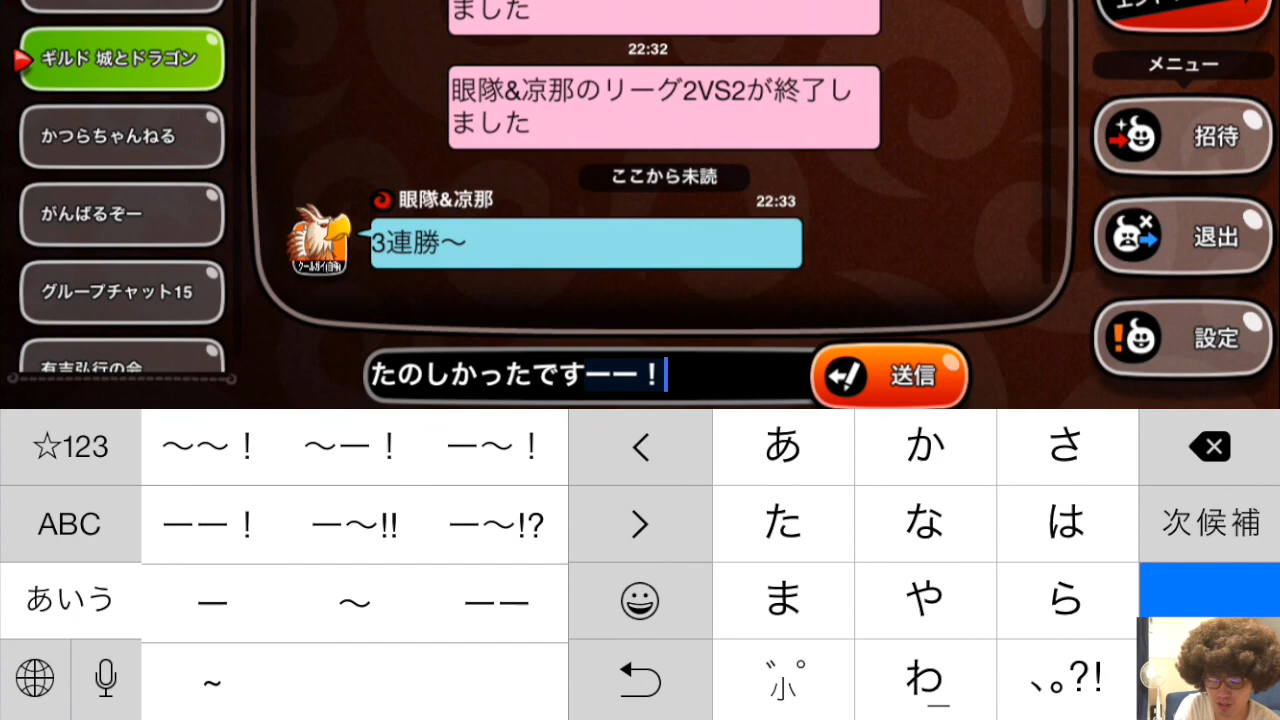 ました
22:32
眼隊&凉那のリーグ2VS2が終了し
ました
ここから未読
眼隊&凉那
22:33
3連勝～
たのしかったですーー！
送信
ギルド 城とドラゴン
かつらちゃんねる
がんばるぞー
グループチャット15
有吉弘行の会
メニュー
招待
退出
設定
☆123
～～！ ～ー！ ー～！
あ か さ
ABC
ーー！ ー～!! ー～!?
た な は
次候補
あいう
ー ～ ーー
ま や ら
~
小
わ
､｡?!